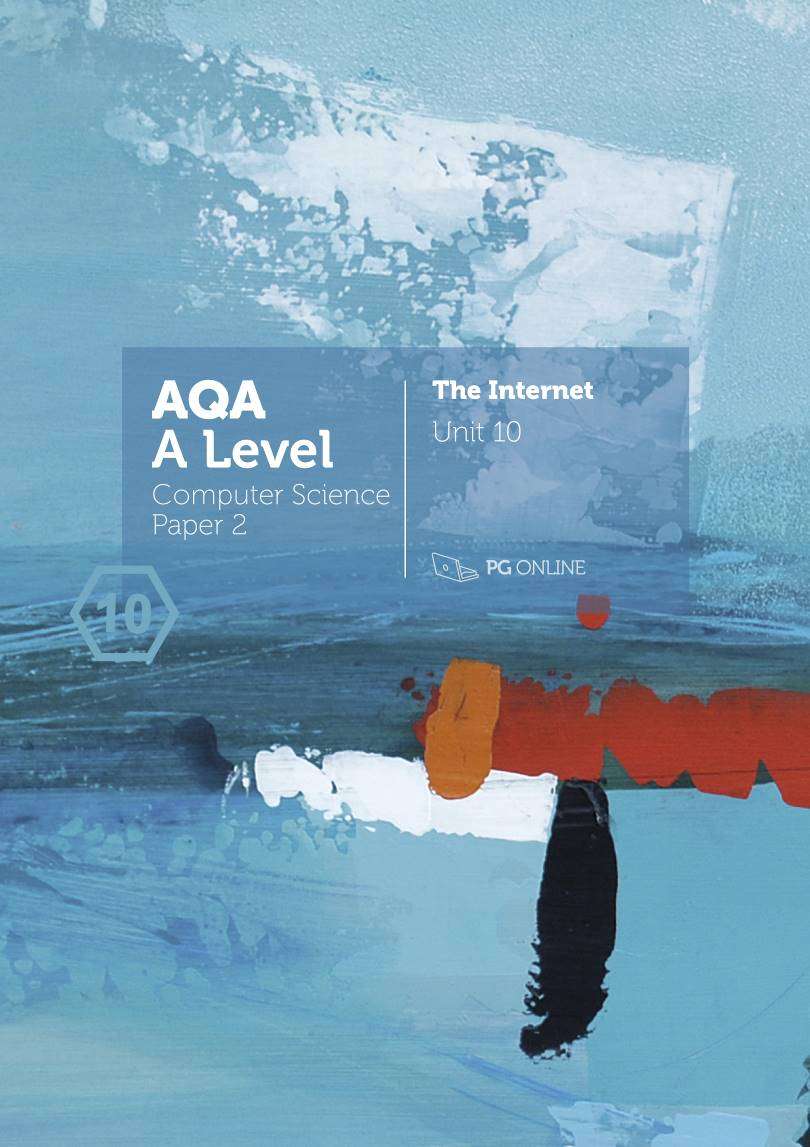 AQA
A Level
Computer Science
Paper 2
The Internet
Unit 10
PG ONLINE
10